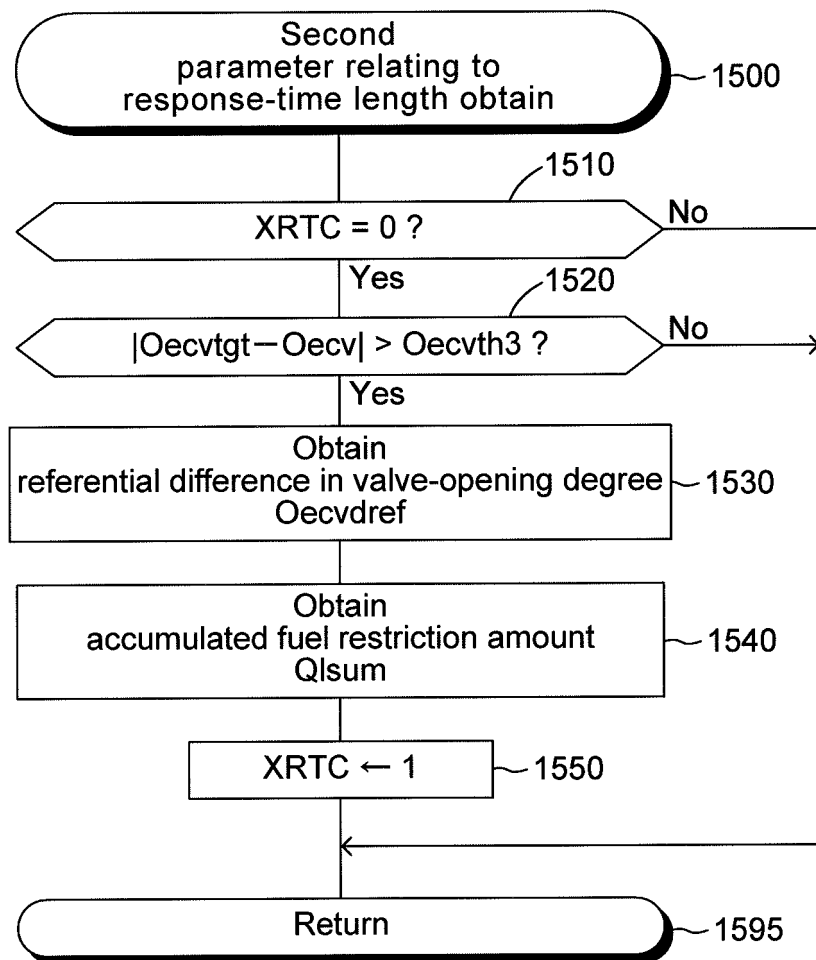 Second
parameter relating to
response-time length obtain
1500
1510
XRTC = 0 ?
No
Yes
1520
|Oecvtgt－Oecv| > Oecvth3 ?
No
Yes
Obtain
referential difference in valve-opening degree
Oecvdref
1530
Obtain
accumulated fuel restriction amount
Qlsum
1540
XRTC ← 1
1550
Return
1595